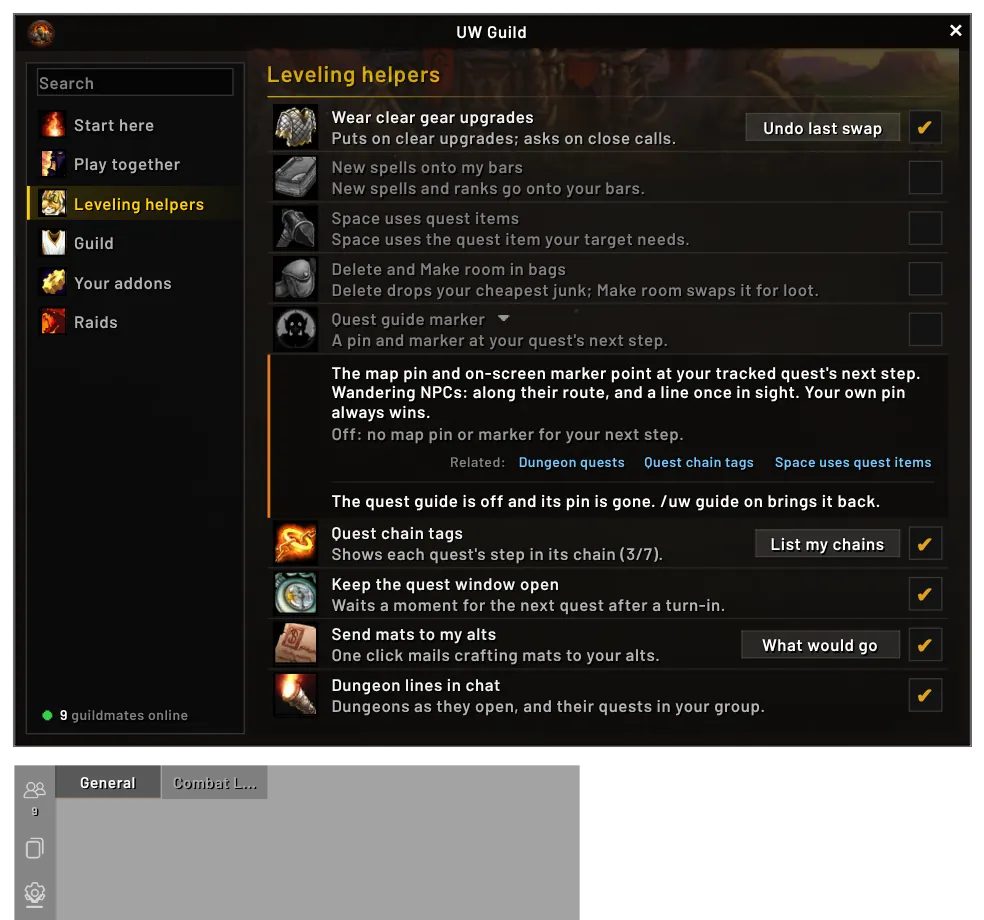 UW Guild
Search
Start here
Play together
Leveling helpers
Guild
Your addons
Raids
9 guildmates online
Leveling helpers
Wear clear gear upgrades
Puts on clear upgrades; asks on close calls.
Undo last swap
New spells onto my bars
New spells and ranks go onto your bars.
Space uses quest items
Space uses the quest item your target needs.
Delete and Make room in bags
Delete drops your cheapest junk; Make room swaps it for loot.
Quest guide marker
A pin and marker at your quest's next step.
The map pin and on-screen marker point at your tracked quest's next step.
Wandering NPCs: along their route, and a line once in sight. Your own pin
always wins.
Off: no map pin or marker for your next step.
Related: Dungeon quests Quest chain tags Space uses quest items
The quest guide is off and its pin is gone. /uw guide on brings it back.
Quest chain tags
Shows each quest's step in its chain (3/7).
List my chains
Keep the quest window open
Waits a moment for the next quest after a turn-in.
Send mats to my alts
One click mails crafting mats to your alts.
What would go
Dungeon lines in chat
Dungeons as they open, and their quests in your group.
General
Combat L...
9